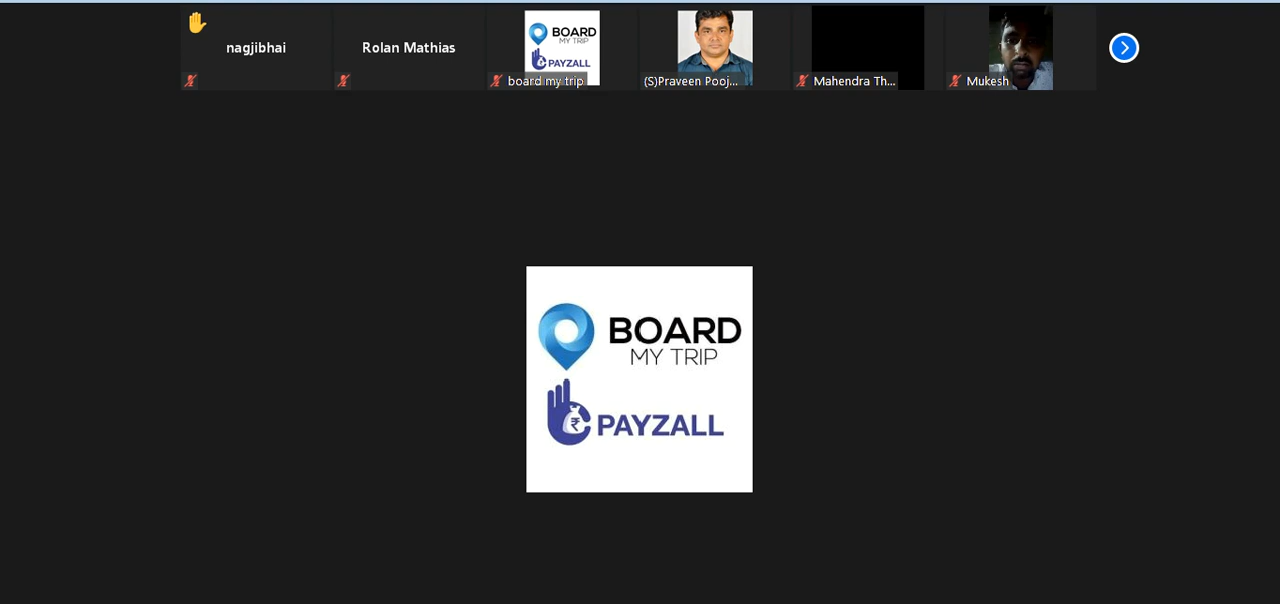 nagjibhai
Rolan Mathias
BOARD
MY TRIP
PAYZALL
board my trip
(S)Praveen Pooj...
Mahendra Th...
Mukesh
BOARD
MY TRIP
₹
PAYZALL